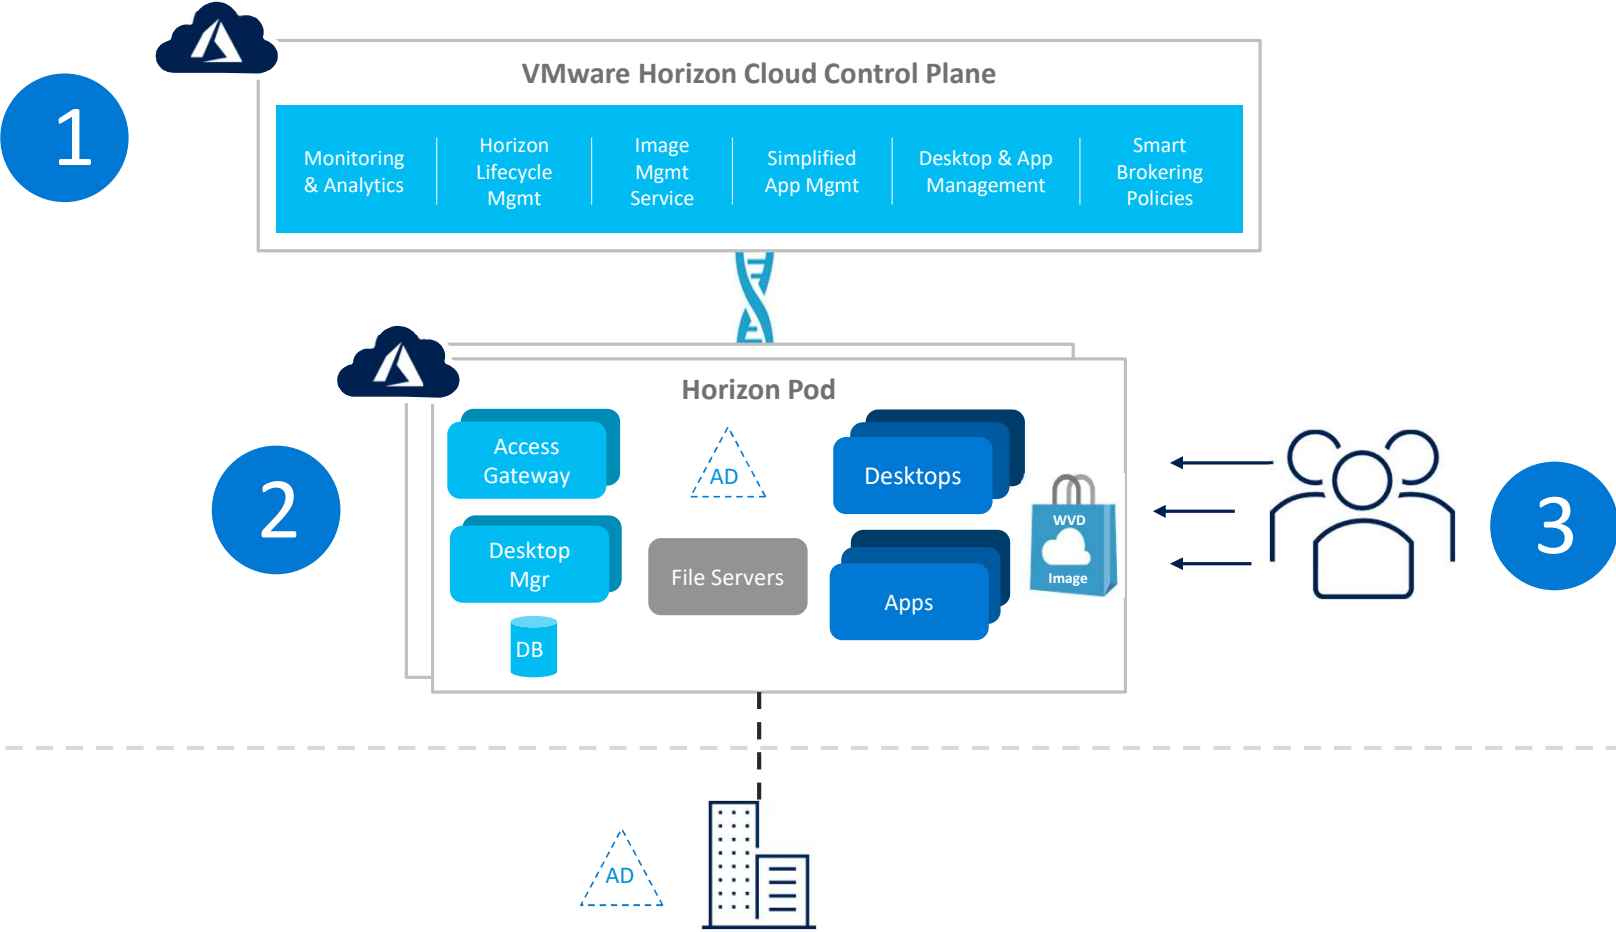 VMware Horizon Cloud Control Plane
1
Monitoring
& Analytics
Horizon
Lifecycle
Mgmt
Image
Mgmt
Service
Simplified
App Mgmt
Desktop & App
Management
Smart
Brokering
Policies
Horizon Pod
2
Access
Gateway
AD
Desktops
Desktop
Mgr
File Servers
Apps
WVD
Image
DB
3
AD